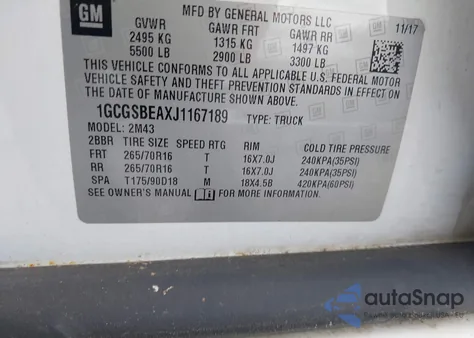 GM
MFD BY GENERAL MOTORS LLC
11/17
GVWR GAWR FRT GAWR RR
2495 KG 1315 KG 1497 KG
5500 LB 2900 LB 3300 LB
THIS VEHICLE CONFORMS TO ALL APPLICABLE U.S. FEDERAL MOTOR
VEHICLE SAFETY AND THEFT PREVENTION STANDARDS IN EFFECT ON
THE DATE OF MANUFACTURE SHOWN ABOVE.
1GCGSBEAXJ1167189 TYPE: TRUCK
MODEL: 2M43
2BBR TIRE SIZE SPEED RTG RIM COLD TIRE PRESSURE
FRT 265/70R16 T 16X7.0J 240KPA(35PSI)
RR 265/70R16 T 16X7.0J 240KPA(35PSI)
SPA T175/90D18 M 18X4.5B 420KPA(60PSI)
SEE OWNER'S MANUAL FOR MORE INFORMATION.
autoSnap